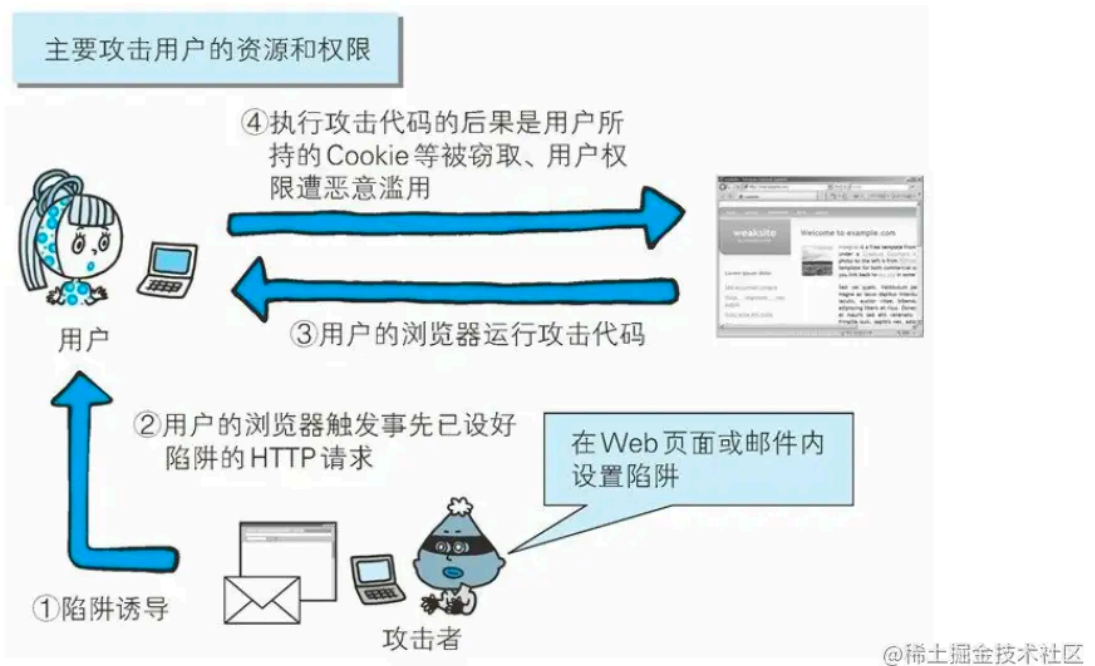 主要攻击用户的资源和权限
④执行攻击代码的后果是用户所
持的Cookie等被窃取、用户权
限遭恶意滥用
weaksite
Welcome to example.com
用户
③用户的浏览器运行攻击代码
②用户的浏览器触发事先已设好
陷阱的HTTP请求
在Web页面或邮件内
设置陷阱
①陷阱诱导
攻击者
@稀土掘金技术社区